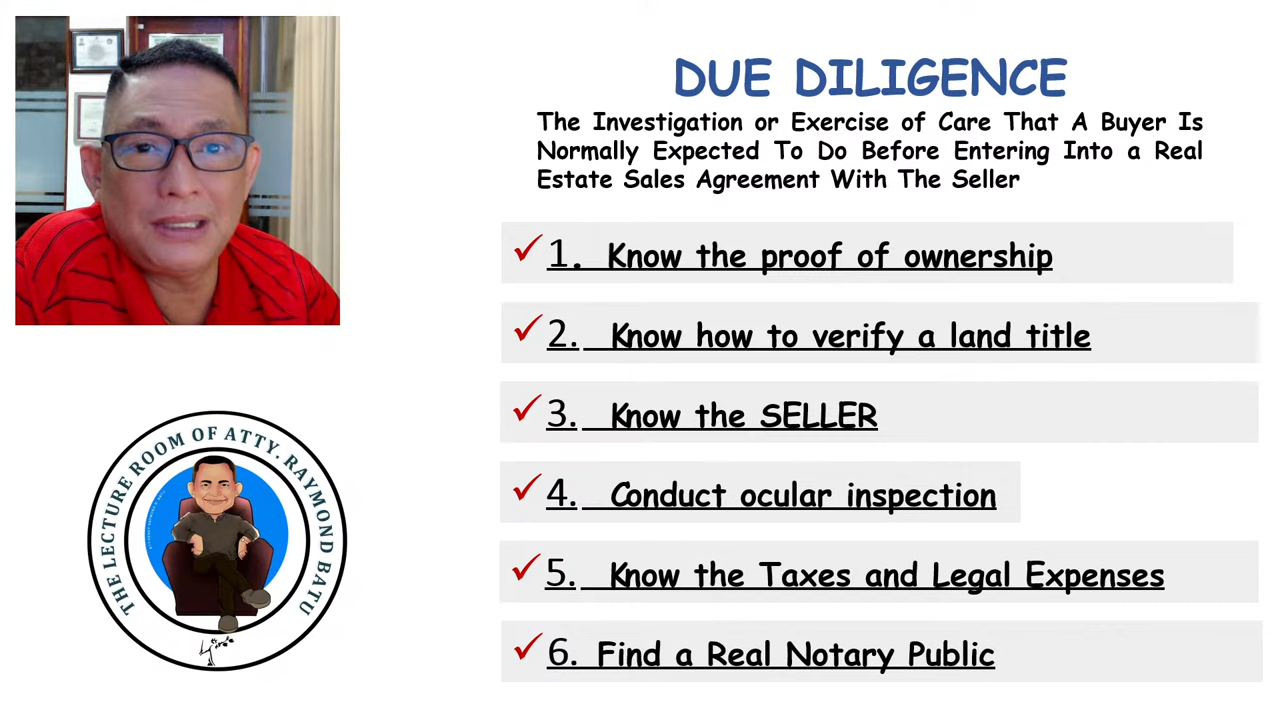 DUE DILIGENCE
The Investigation or Exercise of Care That A Buyer Is
Normally Expected To Do Before Entering Into a Real
Estate Sales Agreement With The Seller
✓ 1. Know the proof of ownership
✓ 2. Know how to verify a land title
✓ 3. Know the SELLER
✓ 4. Conduct ocular inspection
✓ 5. Know the Taxes and Legal Expenses
✓ 6. Find a Real Notary Public
THE LECTURE ROOM OF ATTY. RAYMOND BATU